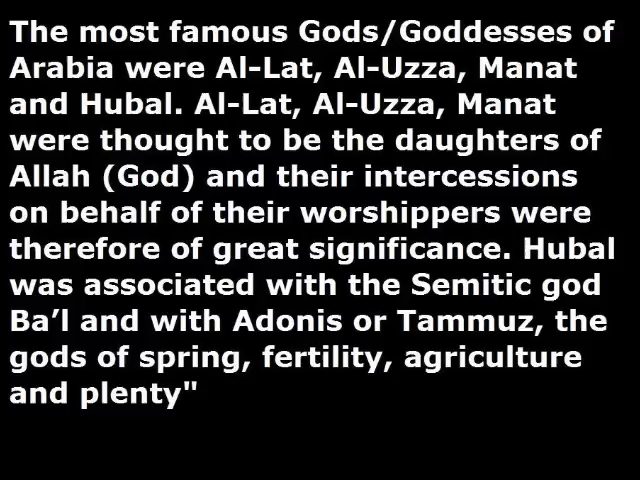 The most famous Gods/Goddesses of
Arabia were Al-Lat, Al-Uzza, Manat
and Hubal. Al-Lat, Al-Uzza, Manat
were thought to be the daughters of
Allah (God) and their intercessions
on behalf of their worshippers were
therefore of great significance. Hubal
was associated with the Semitic god
Ba’l and with Adonis or Tammuz, the
gods of spring, fertility, agriculture
and plenty"